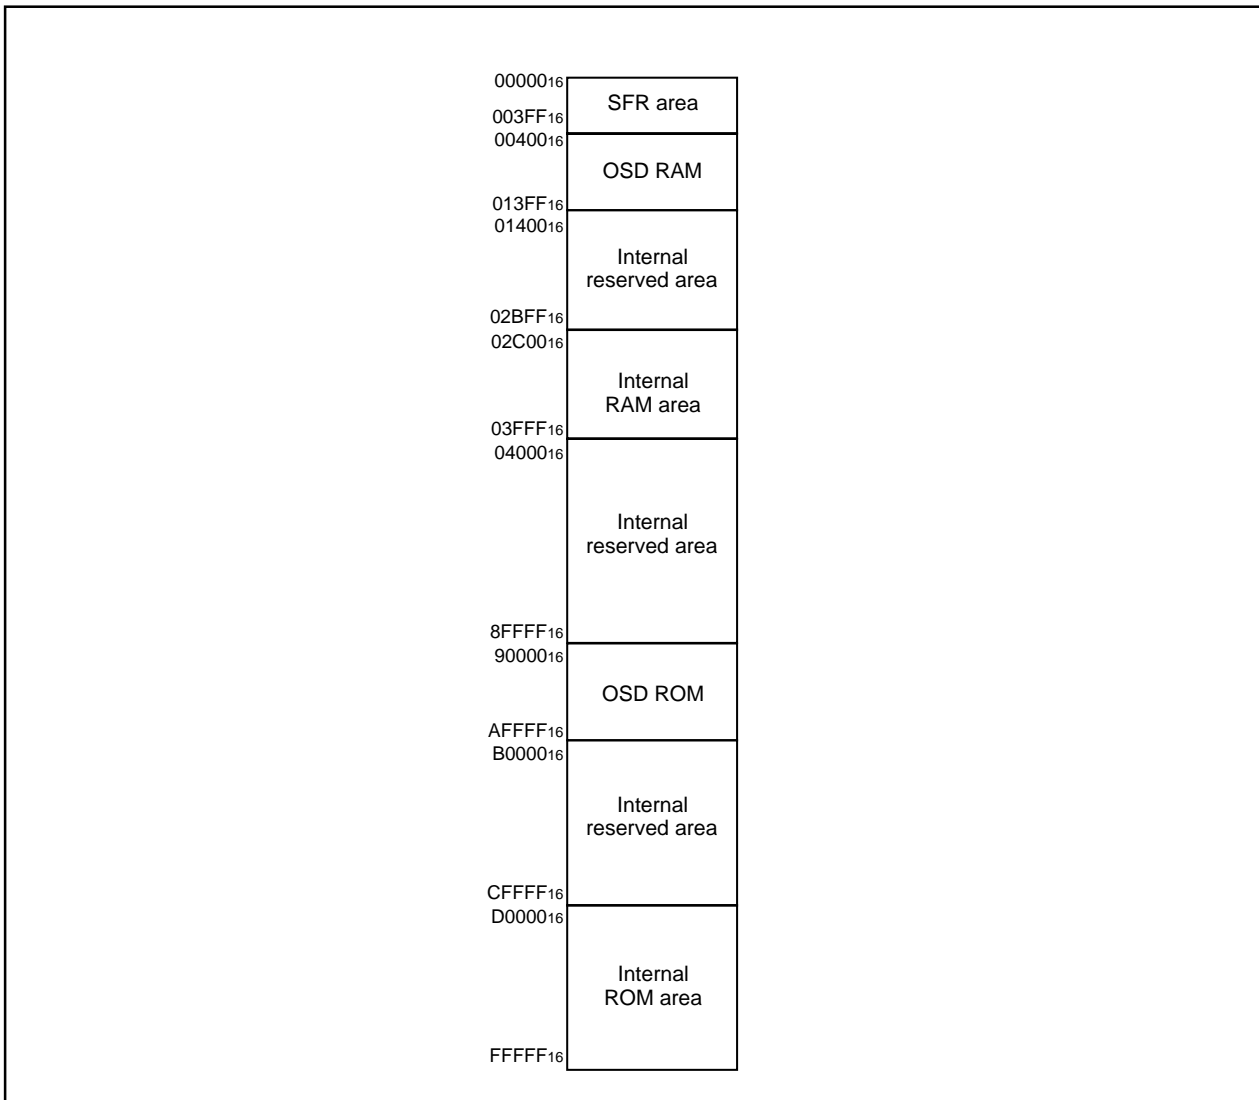 00000₁₆
SFR area
003FF₁₆
00400₁₆
OSD RAM
013FF₁₆
01400₁₆
Internal
reserved area
02BFF₁₆
02C00₁₆
Internal
RAM area
03FFF₁₆
04000₁₆
Internal
reserved area
8FFFF₁₆
90000₁₆
OSD ROM
AFFFF₁₆
B0000₁₆
Internal
reserved area
CFFFF₁₆
D0000₁₆
Internal
ROM area
FFFFF₁₆